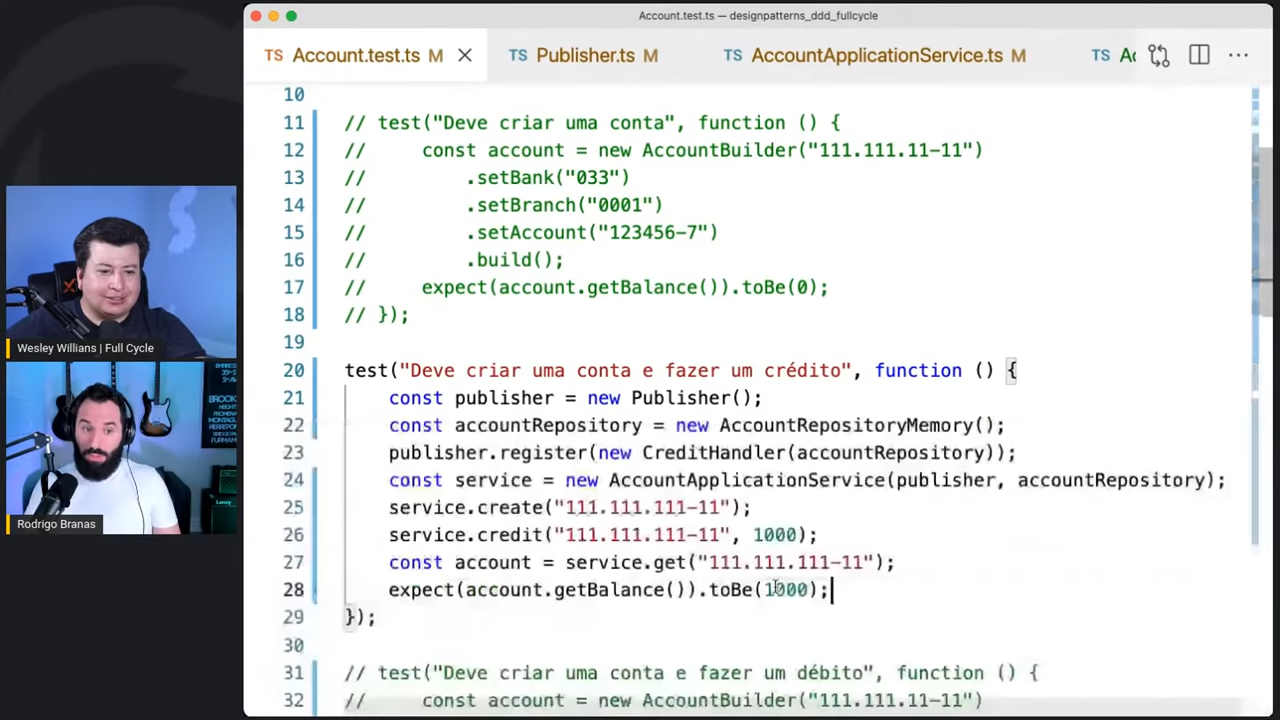 Account.test.ts — designpatterns_ddd_fullcycle
TS Account.test.ts M TS Publisher.ts M TS AccountApplicationService.ts M TS
10
11 // test("Deve criar uma conta", function () {
12 // const account = new AccountBuilder("111.111.11-11")
13 // .setBank("033")
14 // .setBranch("0001")
15 // .setAccount("123456-7")
16 // .build();
17 // expect(account.getBalance()).toBe(0);
18 // });
19
20 test("Deve criar uma conta e fazer um crédito", function () {
21 const publisher = new Publisher();
22 const accountRepository = new AccountRepositoryMemory();
23 publisher.register(new CreditHandler(accountRepository));
24 const service = new AccountApplicationService(publisher, accountRepository);
25 service.create("111.111.111-11");
26 service.credit("111.111.111-11", 1000);
27 const account = service.get("111.111.111-11");
28 expect(account.getBalance()).toBe(1000);
29 });
30
31 // test("Deve criar uma conta e fazer um débito", function () {
32 // const account = new AccountBuilder("111.111.11-11")
Wesley Willians | Full Cycle
Rodrigo Branas